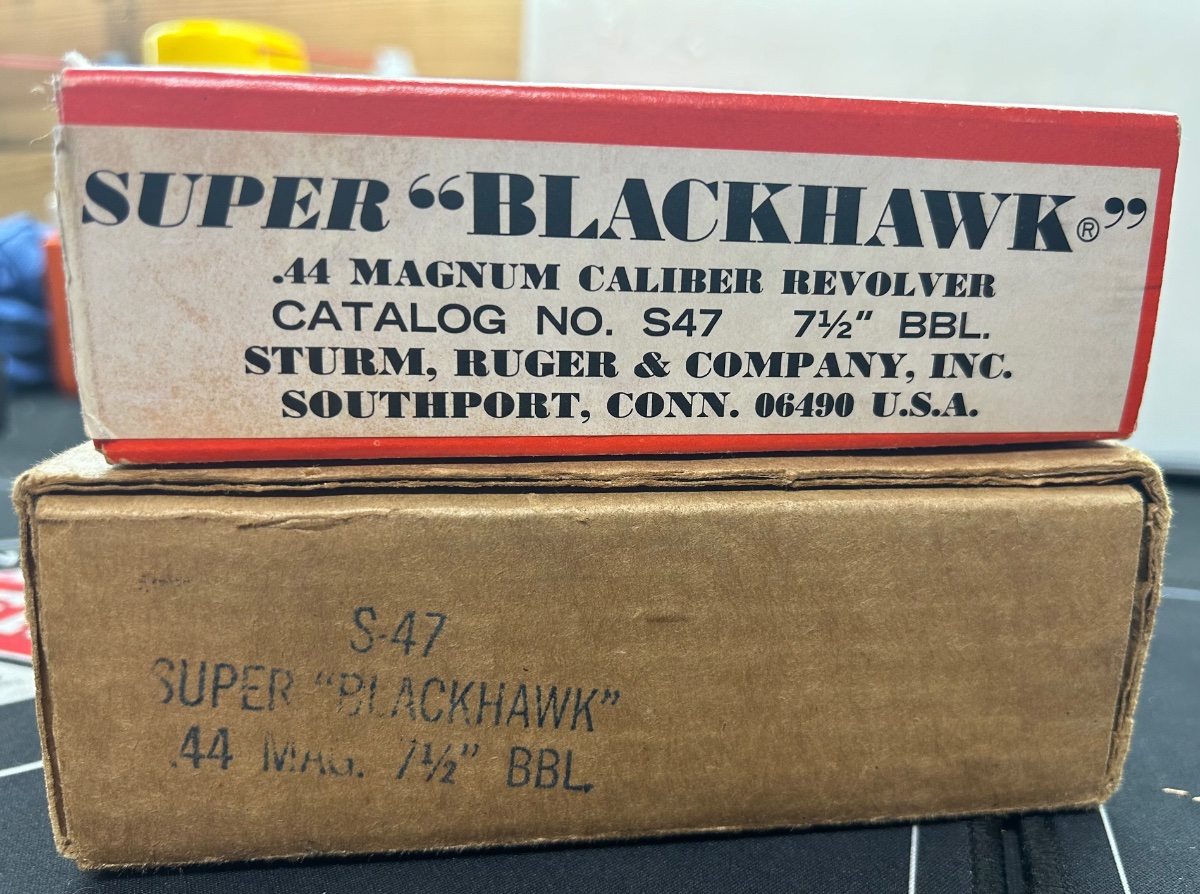 SUPER “BLACKHAWK®”
.44 MAGNUM CALIBER REVOLVER
CATALOG NO. S47 7½" BBL.
STURM, RUGER & COMPANY, INC.
SOUTHPORT, CONN. 06490 U.S.A.
S-47
SUPER “BLACKHAWK”
.44 MAG. 7½" BBL.